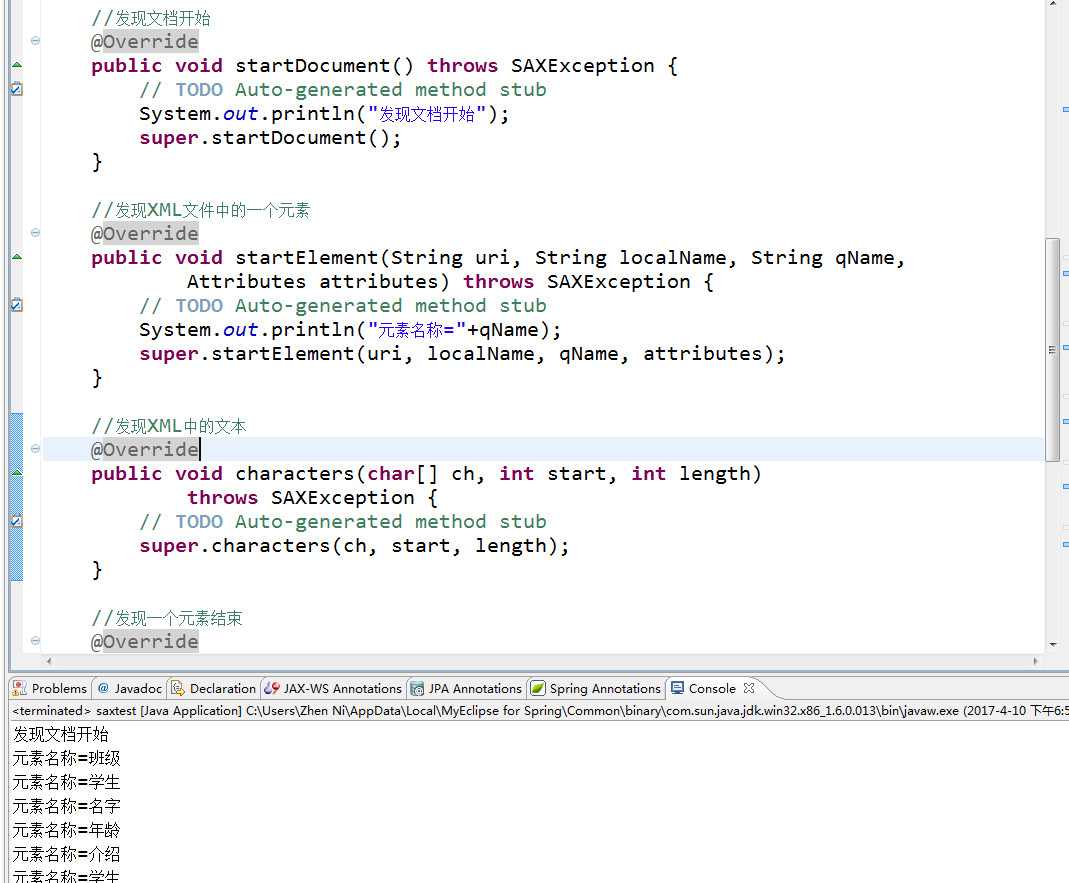 //发现文档开始
@Override
public void startDocument() throws SAXException {
// TODO Auto-generated method stub
System.out.println("发现文档开始");
super.startDocument();
}
//发现XML文件中的一个元素
@Override
public void startElement(String uri, String localName, String qName,
Attributes attributes) throws SAXException {
// TODO Auto-generated method stub
System.out.println("元素名称="+qName);
super.startElement(uri, localName, qName, attributes);
}
//发现XML中的文本
@Override
public void characters(char[] ch, int start, int length)
throws SAXException {
// TODO Auto-generated method stub
super.characters(ch, start, length);
}
//发现一个元素结束
@Override
Problems @ Javadoc Declaration JAX-WS Annotations JPA Annotations Spring Annotations Console
<terminated> saxtest [Java Application] C:\Users\Zhen Ni\AppData\Local\MyEclipse for Spring\Common\binary\com.sun.java.jdk.win32.x86_1.6.0.013\bin\javaw.exe (2017-4-10 下午6:5
发现文档开始
元素名称=班级
元素名称=学生
元素名称=名字
元素名称=年龄
元素名称=介绍
元素名称=学生